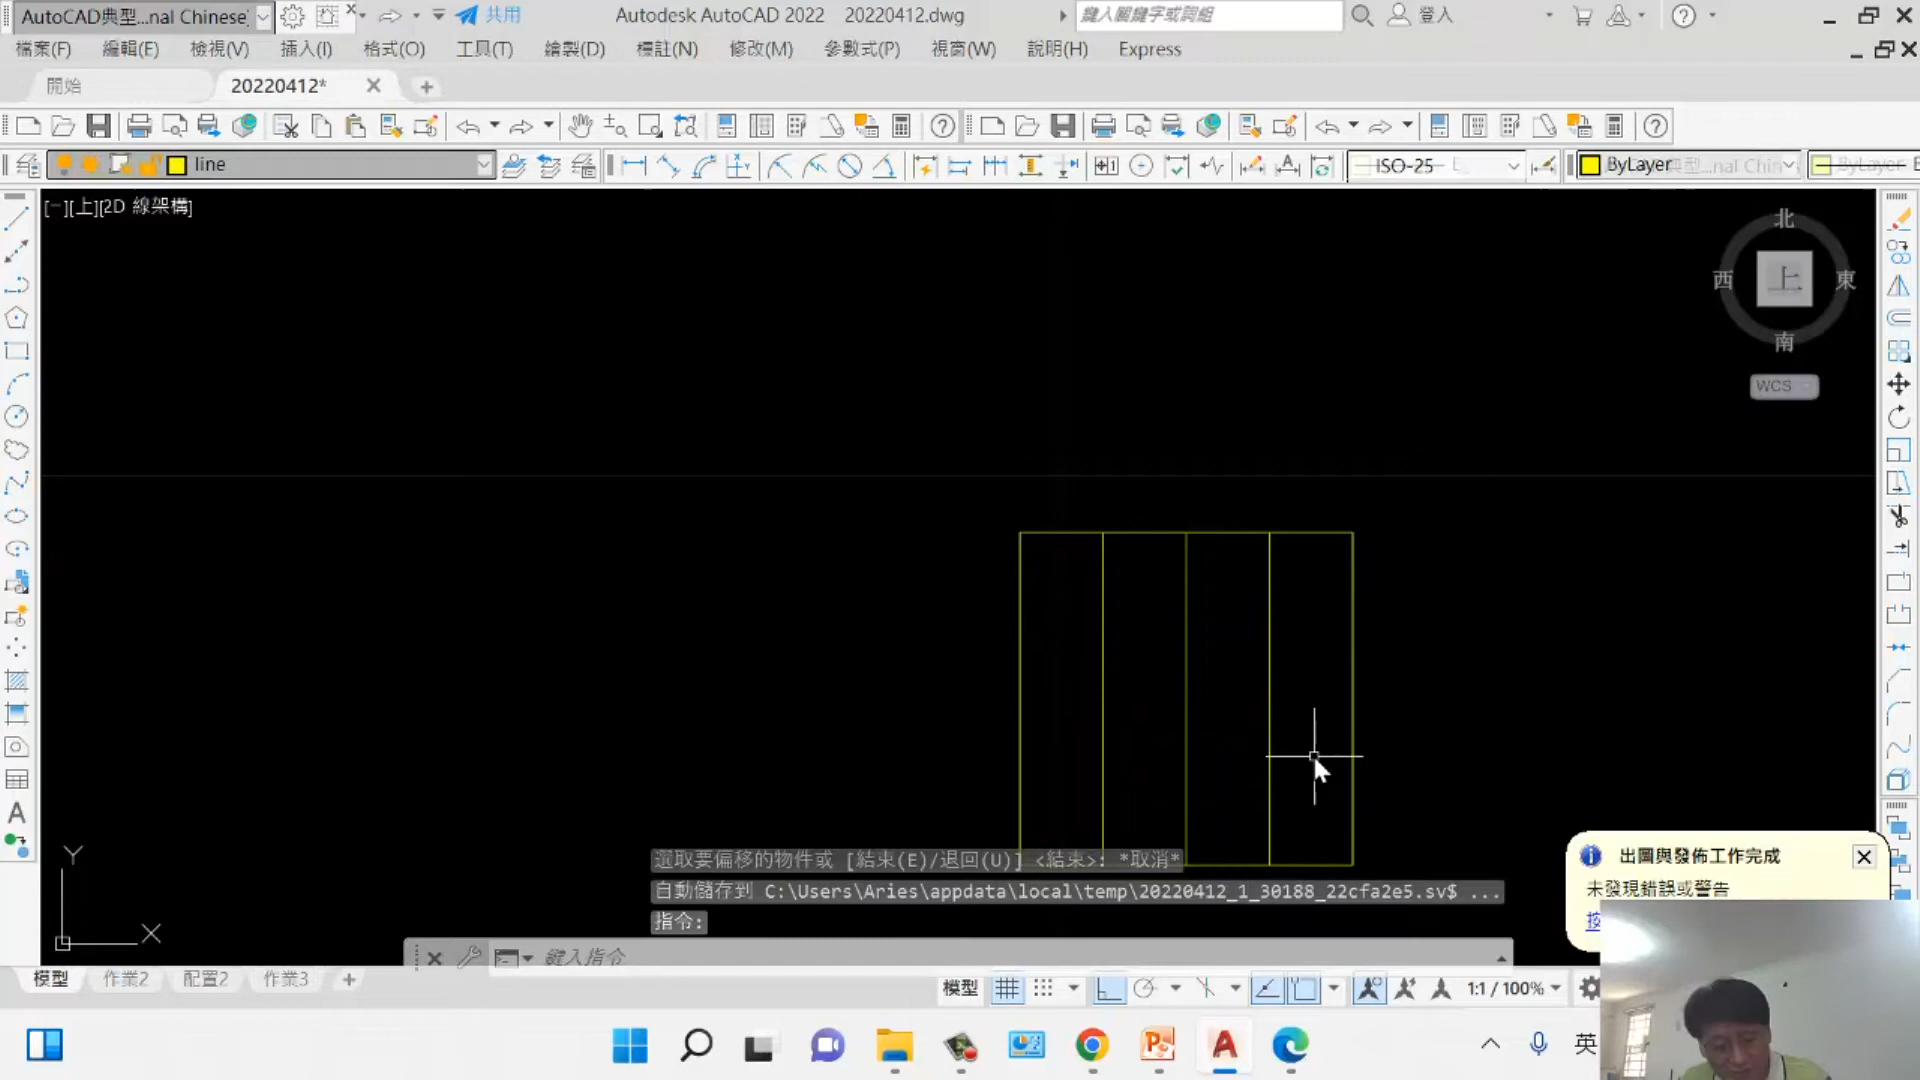 AutoCAD典型...nal Chinese
共用
Autodesk AutoCAD 2022 20220412.dwg
鍵入關鍵字或詞組
登入
檔案(F) 編輯(E) 檢視(V) 插入(I) 格式(O) 工具(T) 繪製(D) 標註(N) 修改(M) 參數式(P) 視窗(W) 說明(H) Express
開始
20220412*
line
ISO-25
ByLayer
ByLayer
[−][上][2D 線架構]
北
西
上
東
南
WCS
Y
X
選取要偏移的物件或 [結束(E)/退回(U)] <結束>: *取消*
自動儲存到 C:\Users\Aries\appdata\local\temp\20220412_1_30188_22cfa2e5.sv$ ...
指令:
鍵入指令
出圖與發佈工作完成
未發現錯誤或警告
按
模型 作業2 配置2 作業3
模型
1:1 / 100%
英